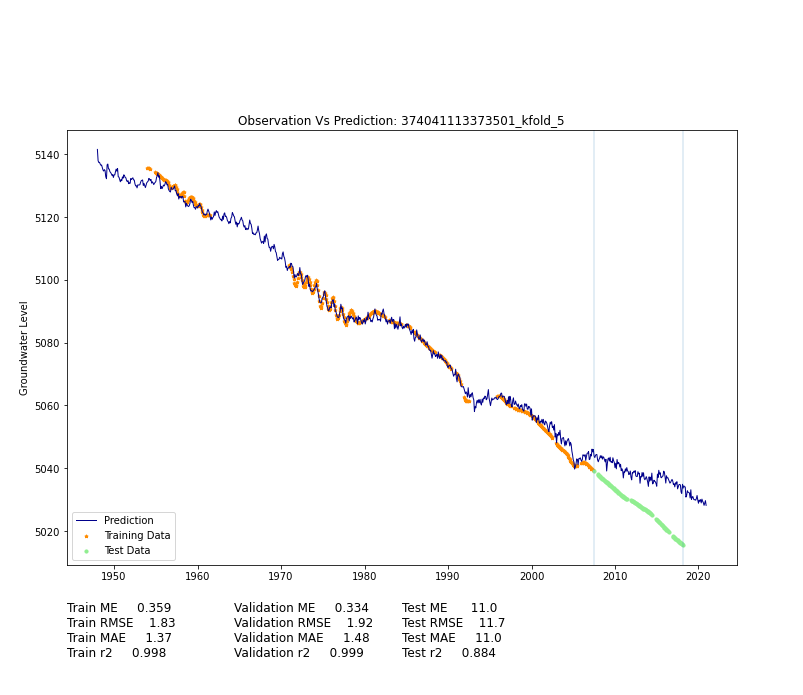 Observation Vs Prediction: 374041113373501_kfold_5
5140
5120
5100
5080
5060
5040
5020
Groundwater Level
Prediction
Training Data
Test Data
1950 1960 1970 1980 1990 2000 2010 2020
Train ME 0.359 Validation ME 0.334 Test ME 11.0
Train RMSE 1.83 Validation RMSE 1.92 Test RMSE 11.7
Train MAE 1.37 Validation MAE 1.48 Test MAE 11.0
Train r2 0.998 Validation r2 0.999 Test r2 0.884